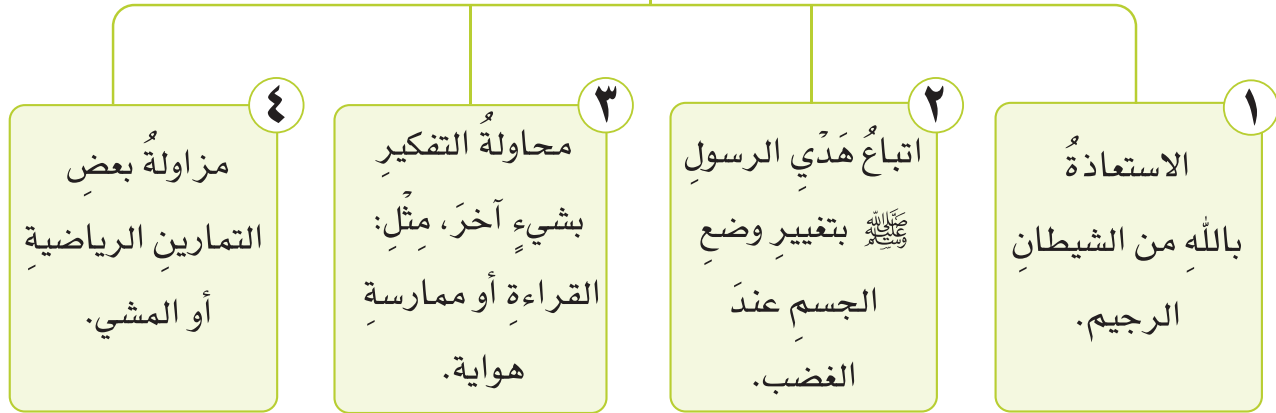 ١
الاستعاذةُ
باللهِ من الشيطانِ
الرجيم.
٢
اتباعُ هَدْيِ الرسولِ
ﷺ بتغييرِ وضعِ
الجسمِ عندَ
الغضب.
٣
محاولةُ التفكيرِ
بشيءٍ آخرَ، مِثْلِ:
القراءةِ أو ممارسةِ
هواية.
٤
مزاولةُ بعضِ
التمارينِ الرياضيةِ
أو المشي.